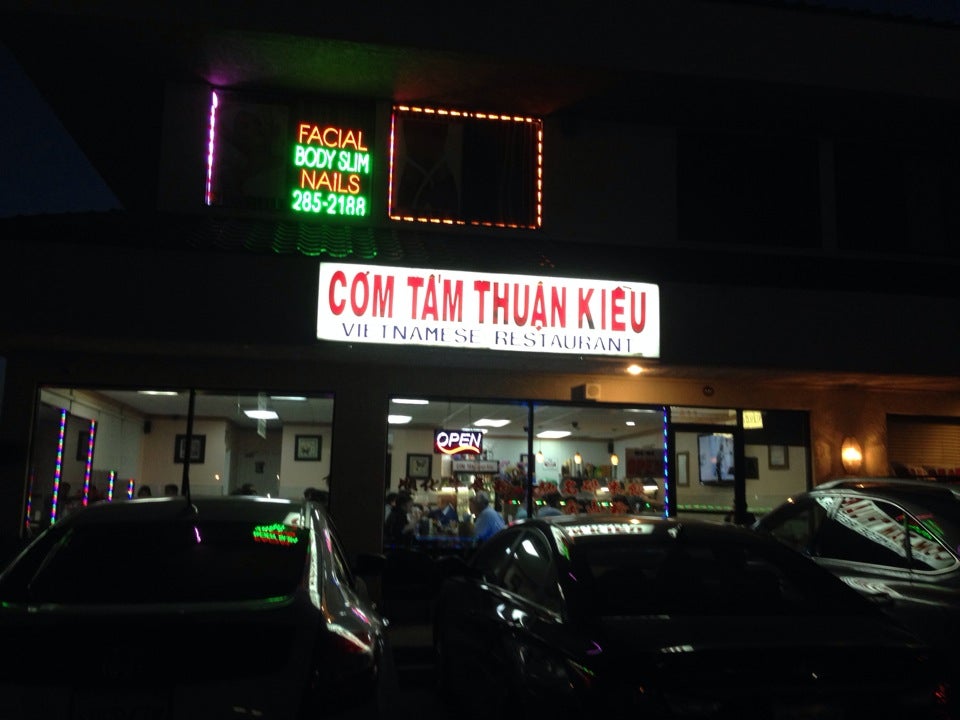 FACIAL
BODY SLIM
NAILS
285-2188
CƠM TẤM THUẬN KIỀU
VIETNAMESE RESTAURANT
OPEN